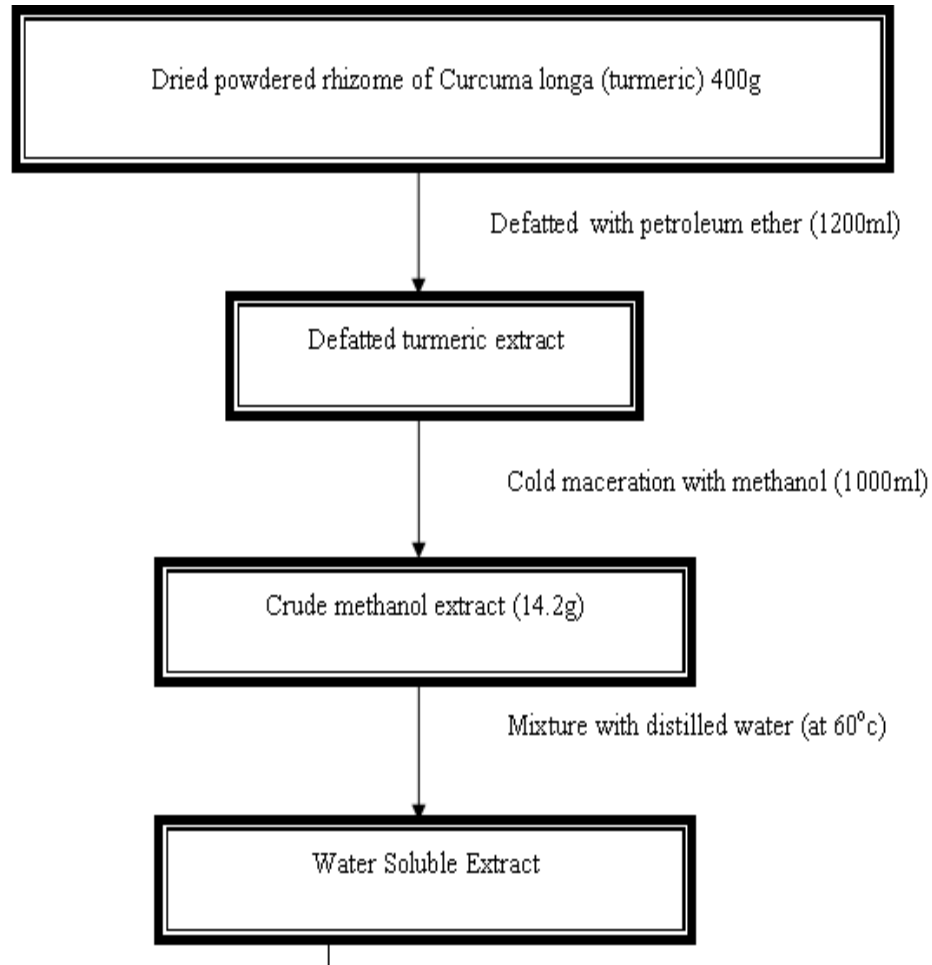 Dried powdered rhizome of Curcuma longa (turmeric) 400g
Defatted with petroleum ether (1200ml)
Defatted turmeric extract
Cold maceration with methanol (1000ml)
Crude methanol extract (14.2g)
Mixture with distilled water (at 60°c)
Water Soluble Extract